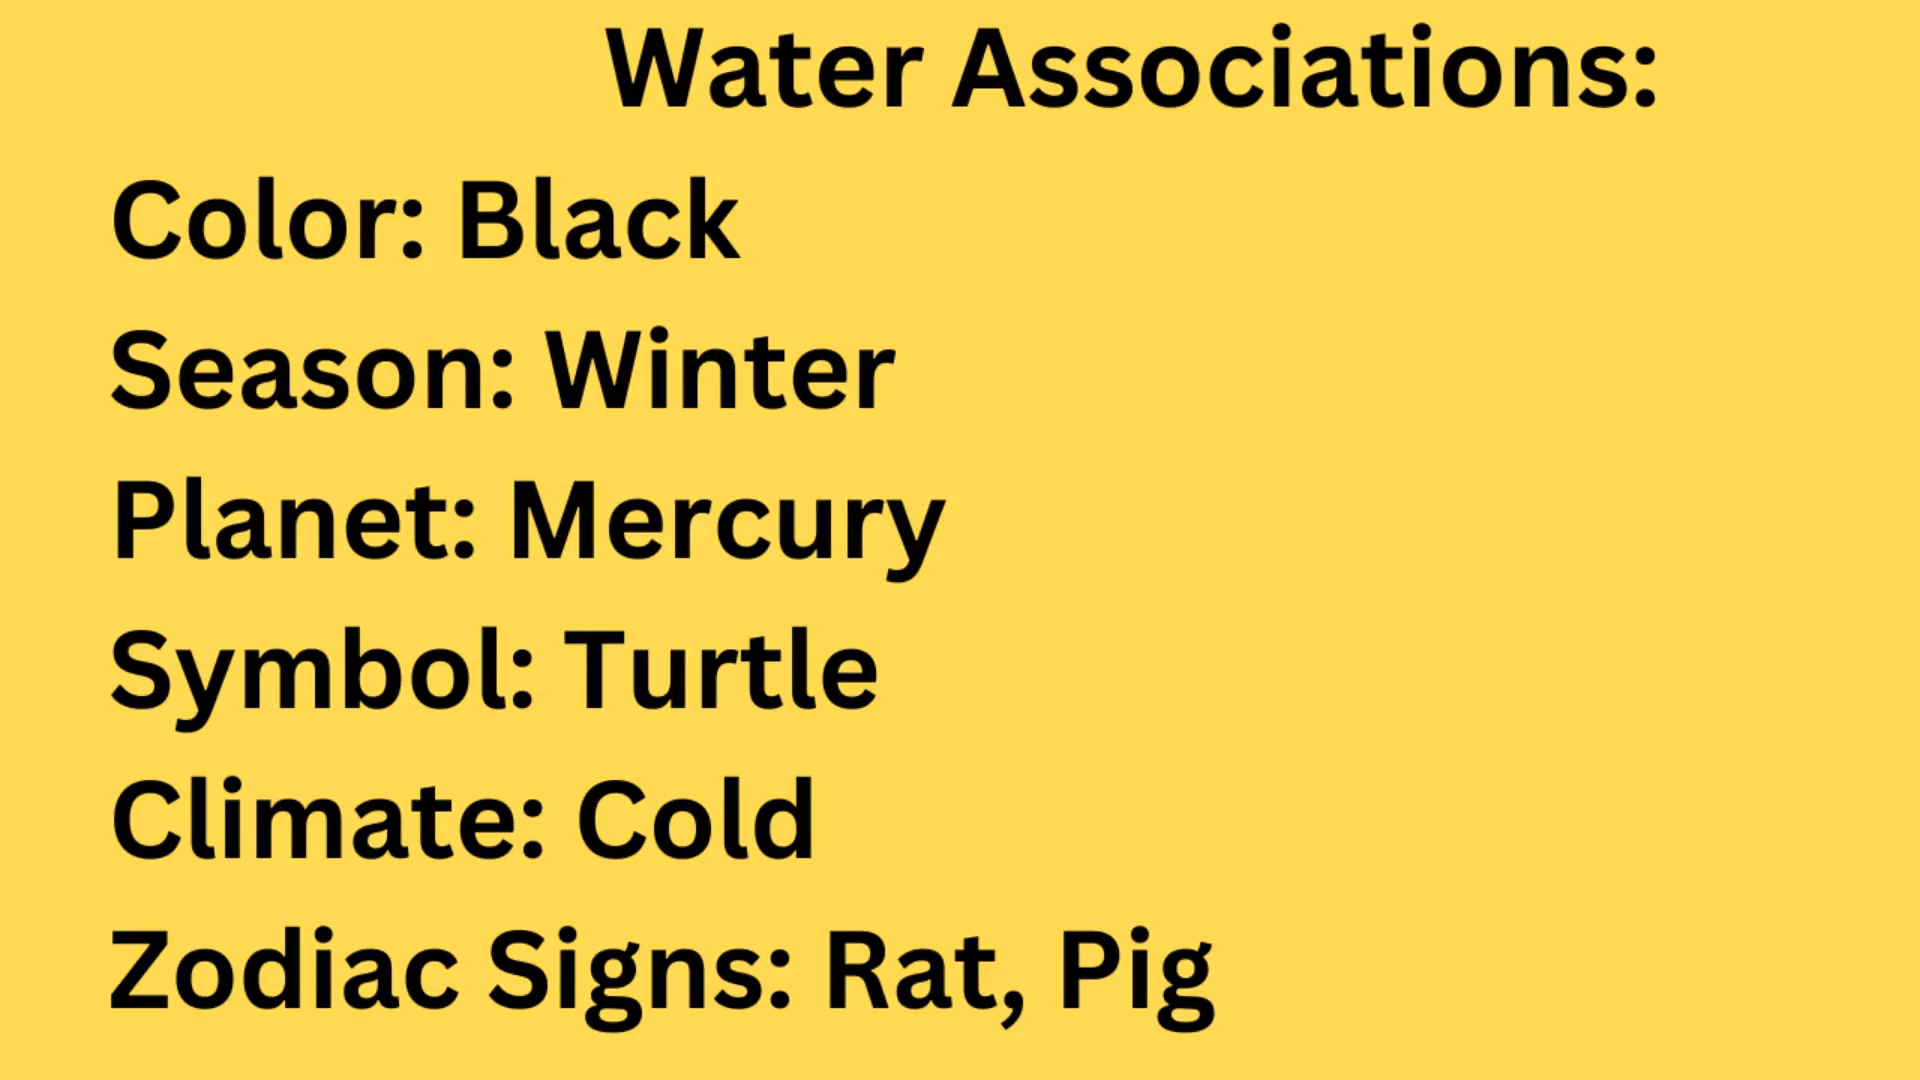 Water Associations:
Color: Black
Season: Winter
Planet: Mercury
Symbol: Turtle
Climate: Cold
Zodiac Signs: Rat, Pig